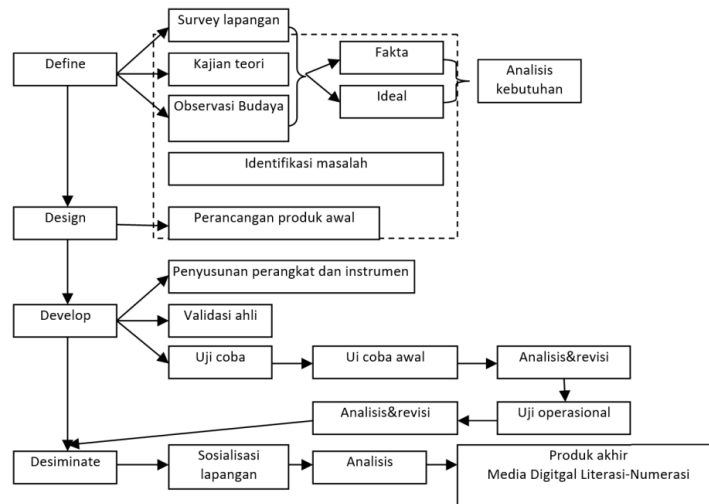 Survey lapangan
Define
Kajian teori
Fakta
Analisis
kebutuhan
Observasi Budaya
Ideal
Identifikasi masalah
Design
Perancangan produk awal
Penyusunan perangkat dan instrumen
Develop
Validasi ahli
Uji coba
Ui coba awal
Analisis&revisi
Analisis&revisi
Uji operasional
Desiminate
Sosialisasi
lapangan
Analisis
Produk akhir
Media Digitgal Literasi-Numerasi